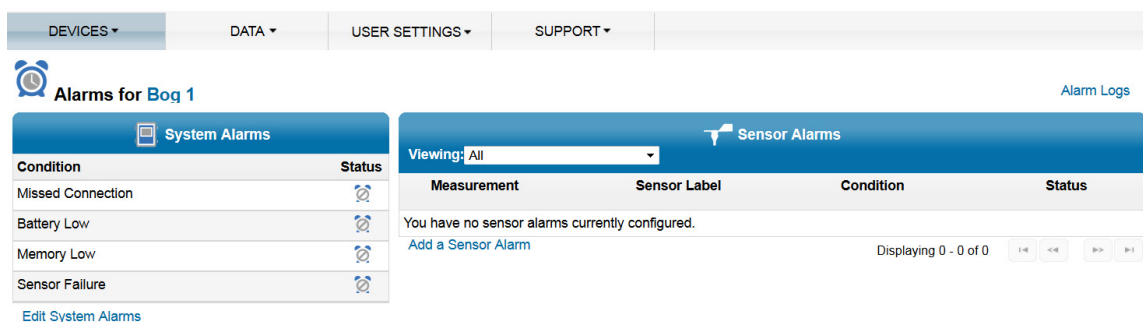 DEVICES DATA USER SETTINGS SUPPORT
Alarms for Bog 1
Alarm Logs
System Alarms
Condition Status
Missed Connection
Battery Low
Memory Low
Sensor Failure
Edit System Alarms
Sensor Alarms
Viewing: All
Measurement Sensor Label Condition Status
You have no sensor alarms currently configured.
Add a Sensor Alarm
Displaying 0 - 0 of 0